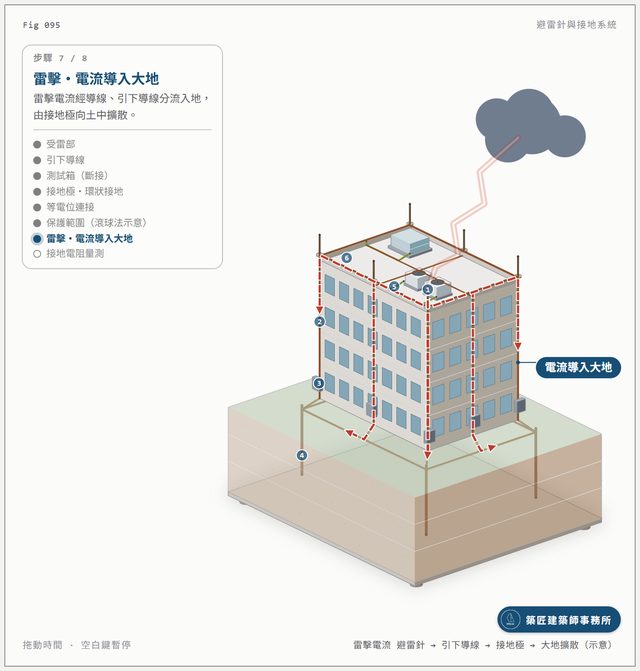 Fig 095
避雷針與接地系統
步驟 7 / 8
雷擊・電流導入大地
雷擊電流經導線、引下導線分流入地，
由接地極向土中擴散。
受雷部
引下導線
測試箱（斷接）
接地極・環狀接地
等電位連接
保護範圍（滾球法示意）
雷擊・電流導入大地
接地電阻量測
6
5
1
2
3
4
電流導入大地
築匠建築師事務所
拖動時間 · 空白鍵暫停
雷擊電流 避雷針 → 引下導線 → 接地極 → 大地擴散（示意）